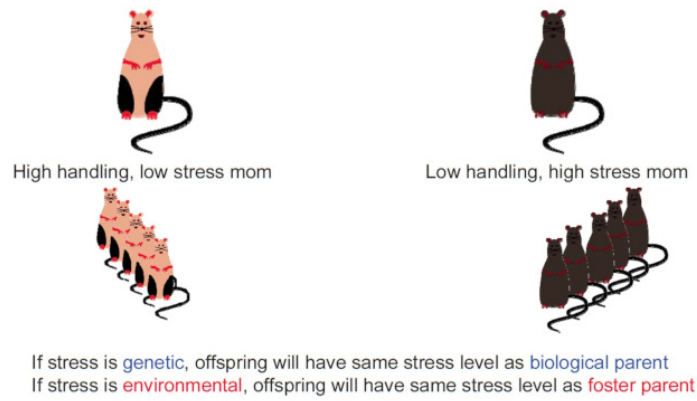 High handling, low stress mom
Low handling, high stress mom
If stress is genetic, offspring will have same stress level as biological parent
If stress is environmental, offspring will have same stress level as foster parent